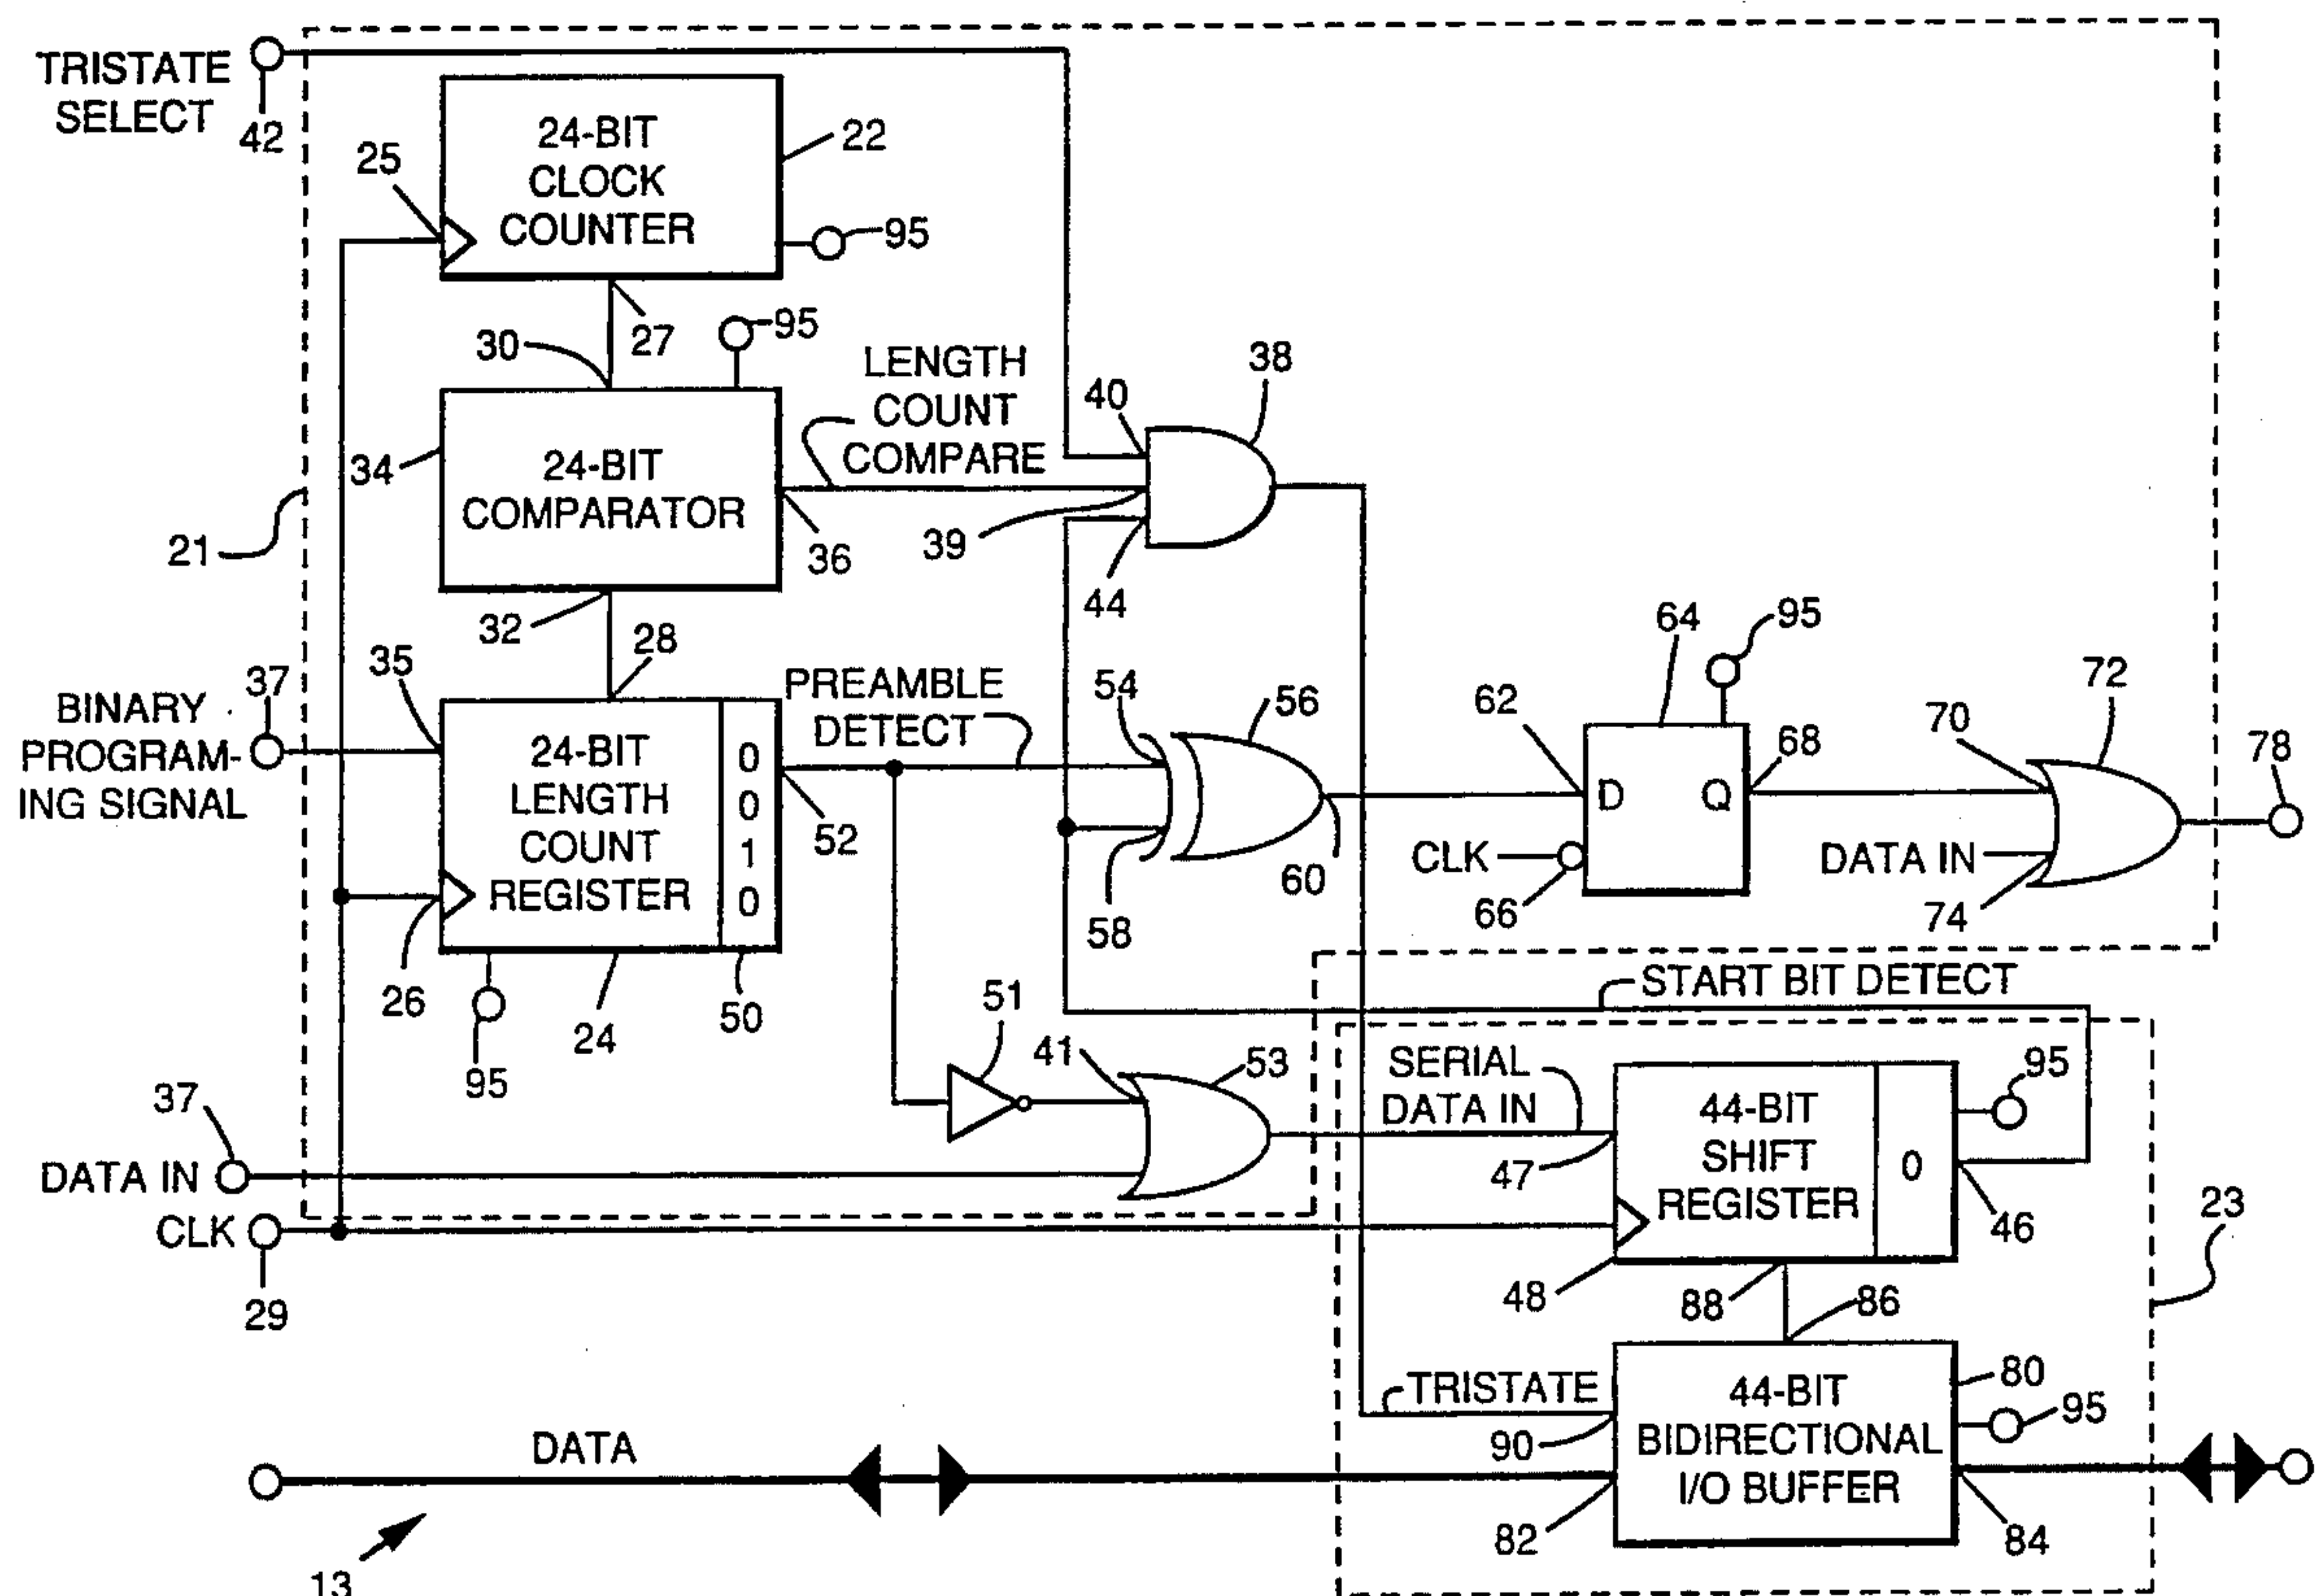 TRISTATE
SELECT
42
24-BIT
CLOCK
COUNTER
22
25
95
27
30
95
LENGTH
COUNT
COMPARE
40
38
34
24-BIT
COMPARATOR
21
36
39
44
32
28
35
37
BINARY
PROGRAM-
ING SIGNAL
24-BIT
LENGTH
COUNT
REGISTER
0
0
1
0
PREAMBLE
DETECT
54
56
52
58
60
62
64
95
D
Q
68
CLK
66
70
72
DATA IN
74
78
26
95
24
50
51
41
53
START BIT DETECT
SERIAL
DATA IN
37
DATA IN
CLK
29
47
44-BIT
SHIFT
REGISTER
0
95
46
23
48
88
86
TRISTATE
90
44-BIT
BIDIRECTIONAL
I/O BUFFER
80
95
DATA
82
84
13